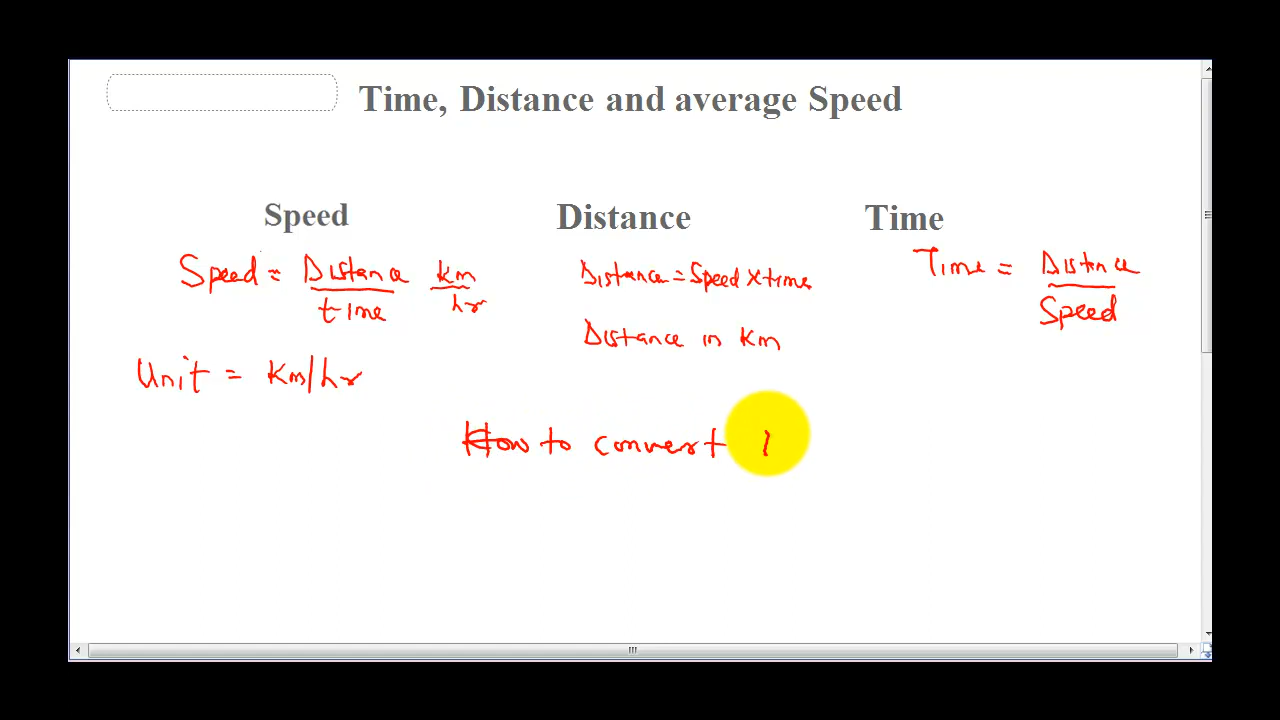 Time, Distance and average Speed
Speed
Distance
Time
Speed = Distance/time km/hr
Unit = Km/hr
Distance = Speed X time
Distance in Km
Time = Distance/Speed
How to convert